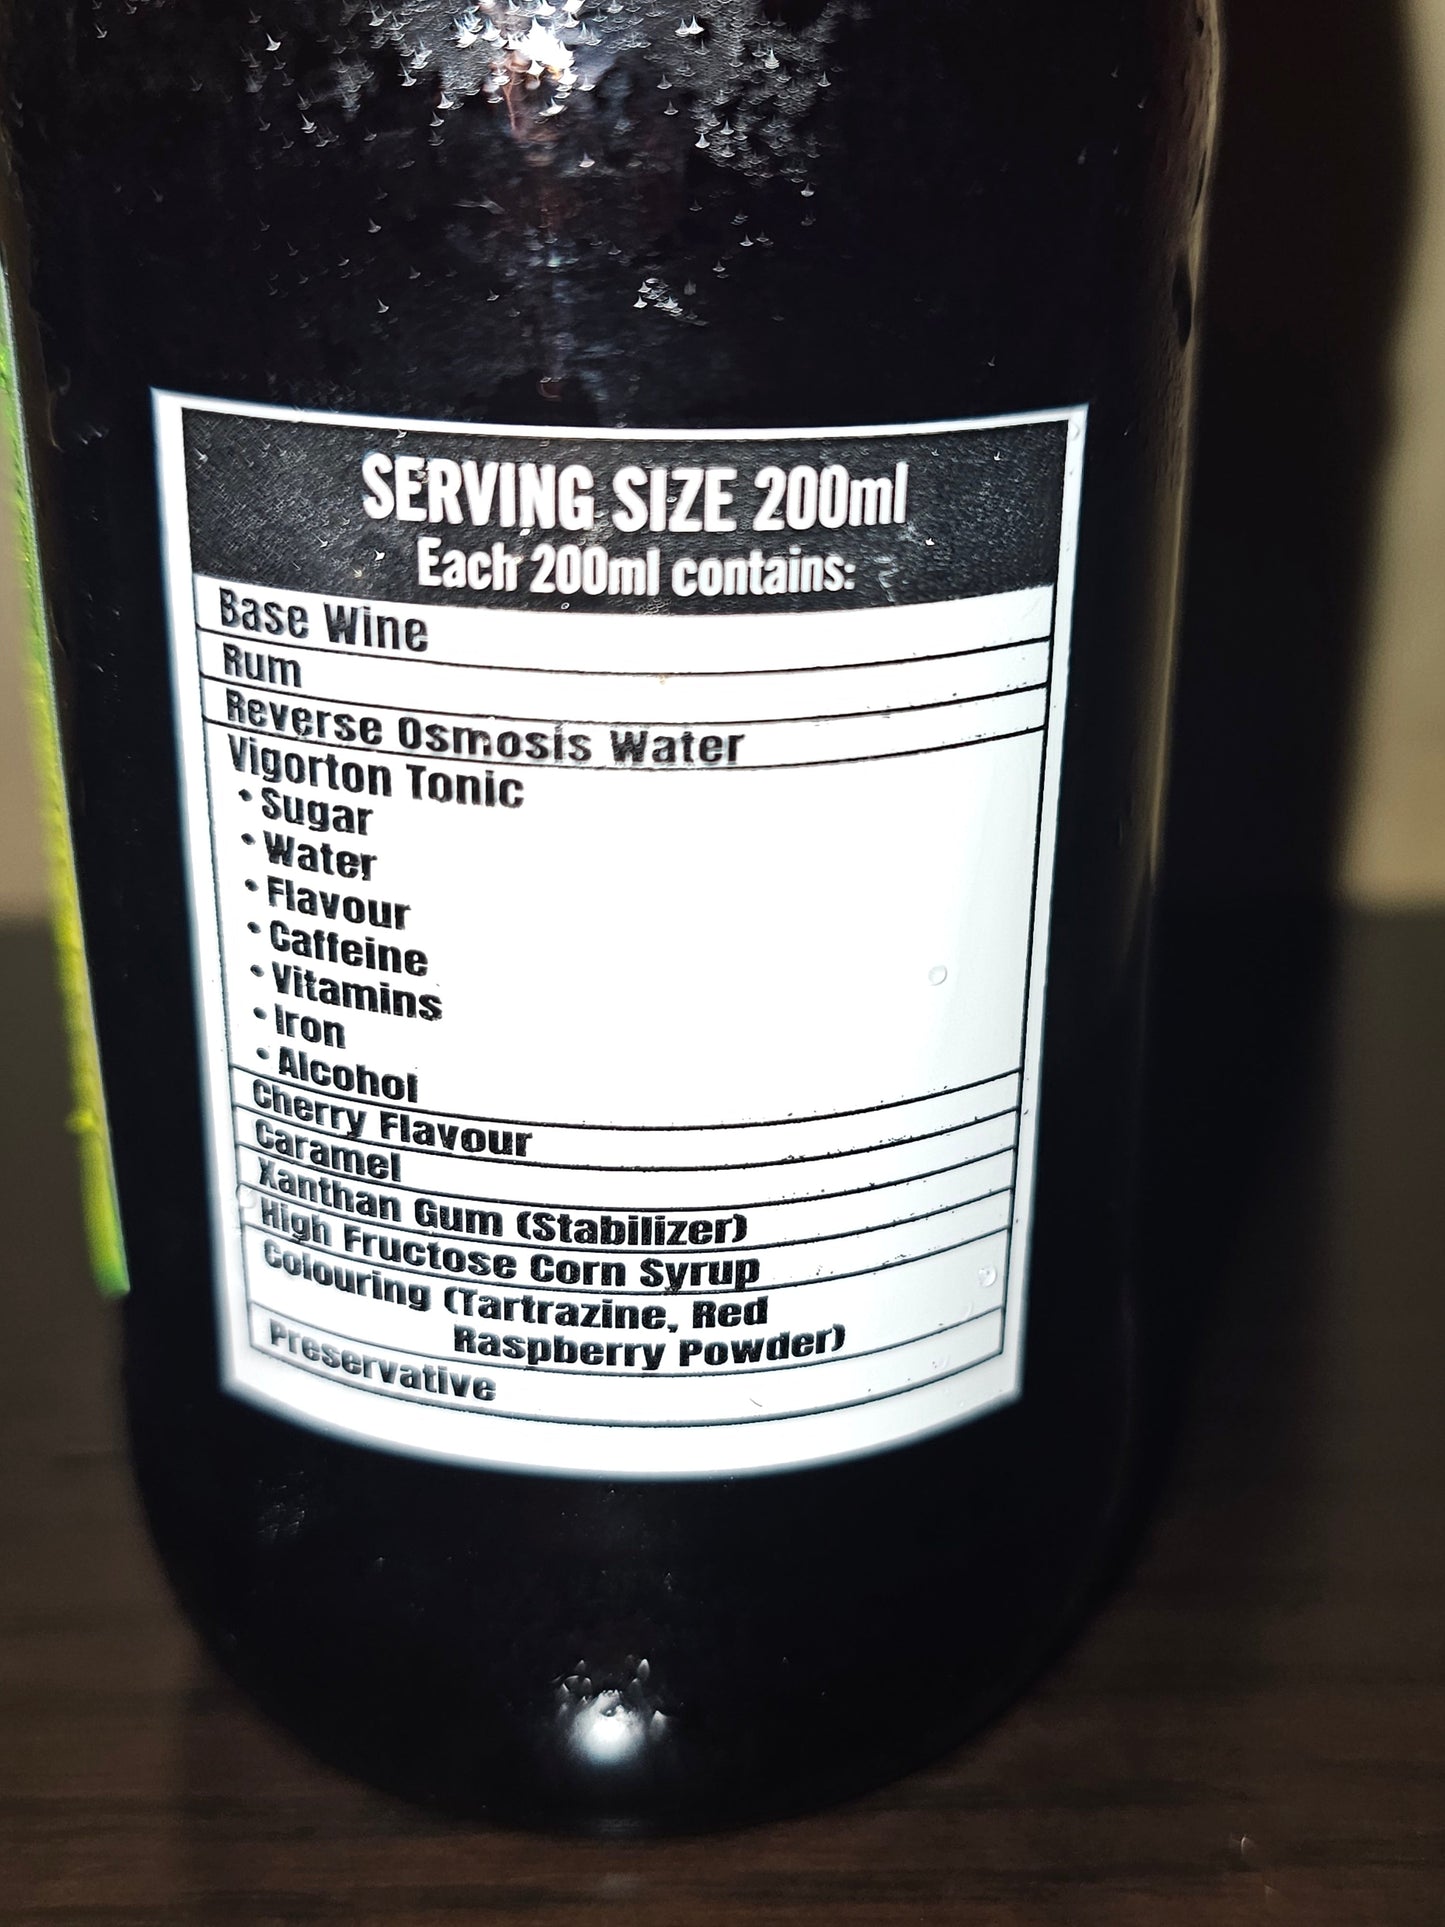 SERVING SIZE 200ml
Each 200ml contains:
Base Wine
Rum
Reverse Osmosis Water
Vigorton Tonic
• Sugar
• Water
• Flavour
• Caffeine
• Vitamins
• Iron
• Alcohol
Cherry Flavour
Caramel
Xanthan Gum (Stabilizer)
High Fructose Corn Syrup
Colouring (Tartrazine, Red
Raspberry Powder)
Preservative